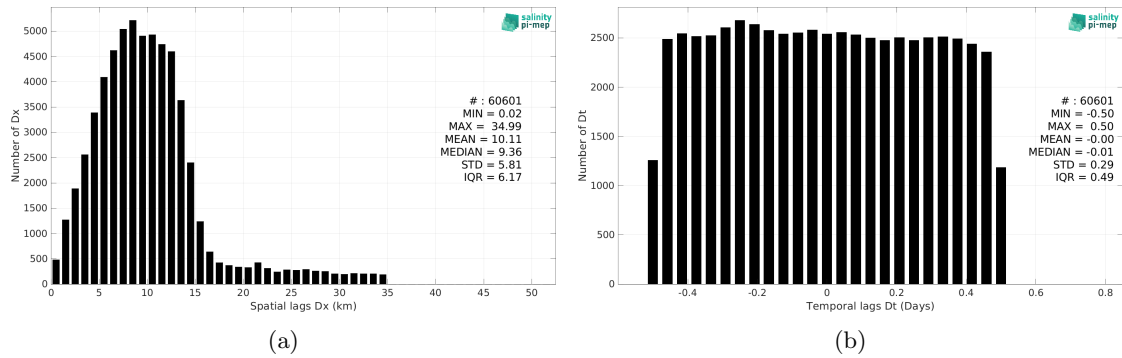 salinity
pi-mep
5000
4500
4000
3500
3000
2500
2000
1500
1000
500
0
Number of Dx
# : 60601
MIN = 0.02
MAX = 34.99
MEAN = 10.11
MEDIAN = 9.36
STD = 5.81
IQR = 6.17
0 5 10 15 20 25 30 35 40 45 50
Spatial lags Dx (km)
(a)
salinity
pi-mep
2500
2000
1500
1000
500
0
Number of Dt
# : 60601
MIN = -0.50
MAX = 0.50
MEAN = -0.00
MEDIAN = -0.01
STD = 0.29
IQR = 0.49
-0.4 -0.2 0 0.2 0.4 0.6 0.8
Temporal lags Dt (Days)
(b)